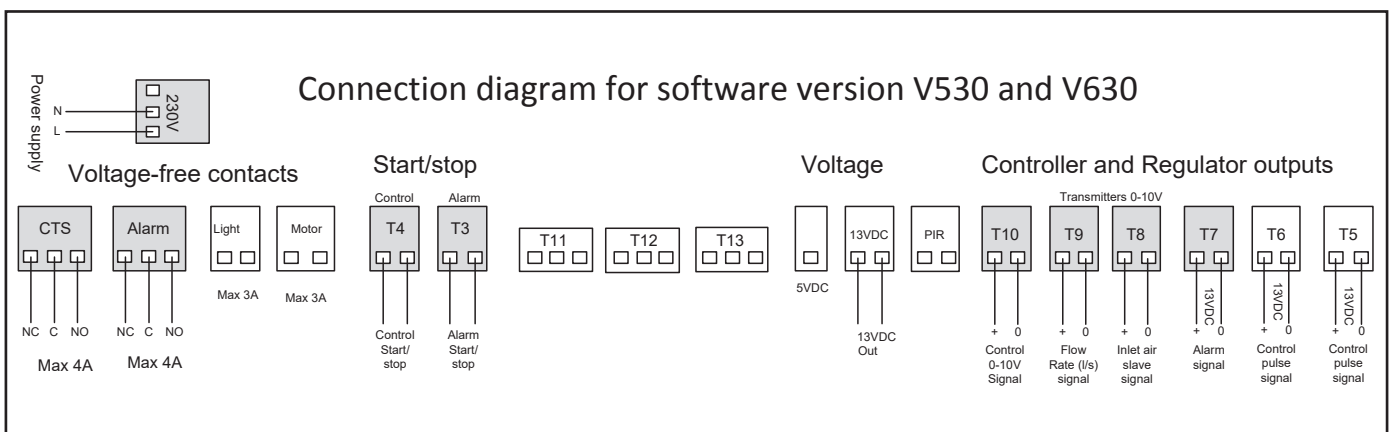 Connection diagram for software version V530 and V630
Power supply
N
L
230V
Voltage-free contacts
Start/stop
Voltage
Controller and Regulator outputs
Control
Alarm
Transmitters 0-10V
CTS
Alarm
Light
Motor
T4
T3
T11
T12
T13
13VDC
PIR
T10
T9
T8
T7
T6
T5
5VDC
Max 3A
Max 3A
13VDC
13VDC
13VDC
NC C NO
NC C NO
Max 4A
Max 4A
Control
Start/
stop
Alarm
Start/
stop
13VDC
Out
+ 0
Control
0-10V
Signal
+ 0
Flow
Rate (l/s)
signal
+ 0
Inlet air
slave
signal
+ 0
Alarm
signal
+ 0
Control
pulse
signal
+ 0
Control
pulse
signal